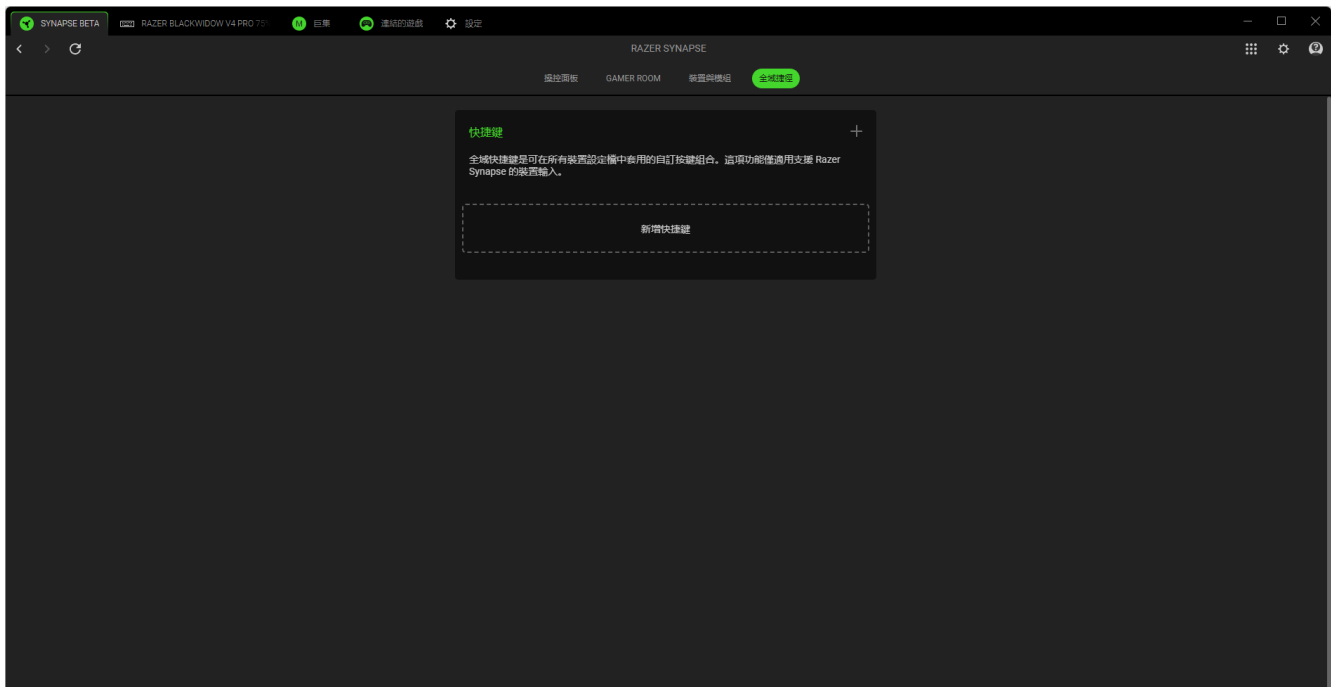 SYNAPSE BETA
RAZER BLACKWIDOW V4 PRO 75%
M
巨集
連結的遊戲
設定
RAZER SYNAPSE
操控面板
GAMER ROOM
裝置與模組
全域捷徑
快捷鍵
全域快捷鍵是可在所有裝置設定檔中套用的自訂按鍵組合。這項功能僅適用支援 Razer
Synapse 的裝置輸入。
新增快捷鍵